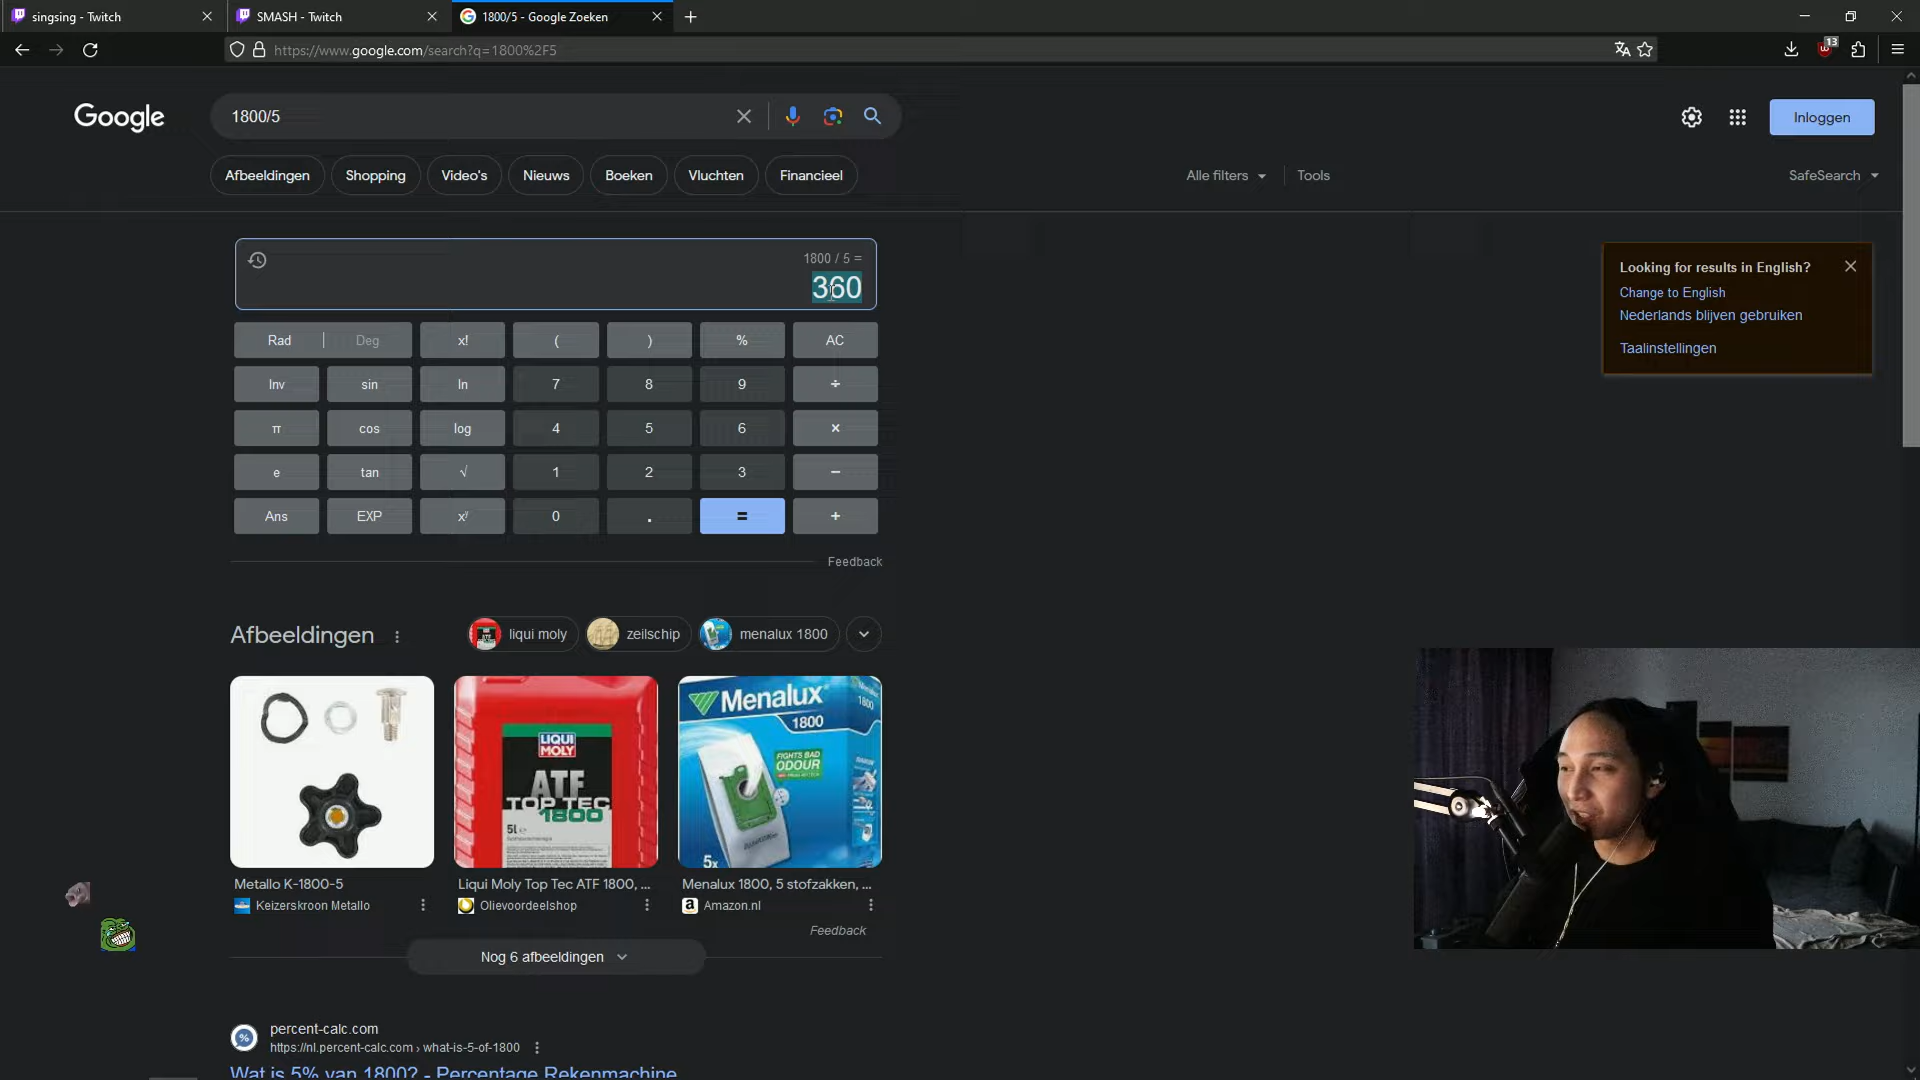 singsing - Twitch
SMASH - Twitch
1800/5 - Google Zoeken
https://www.google.com/search?q=1800%2F5
13
Google
1800/5
Inloggen
Afbeeldingen
Shopping
Video's
Nieuws
Boeken
Vluchten
Financieel
Alle filters
Tools
SafeSearch
1800 / 5 =
360
Looking for results in English?
Change to English
Nederlands blijven gebruiken
Taalinstellingen
Rad | Deg x! ( ) % AC
Inv sin ln 7 8 9 ÷
π cos log 4 5 6 ×
e tan √ 1 2 3 −
Ans EXP xʸ 0 . = +
Feedback
Afbeeldingen
liqui moly
zeilschip
menalux 1800
LIQUI
MOLY
ATF
TOP TEC
1800
5l
Menalux
1800
1800
FIGHTS BAD
ODOUR
5x
Metallo K-1800-5
Keizerskroon Metallo
Liqui Moly Top Tec ATF 1800, ...
Olievoordeelshop
Menalux 1800, 5 stofzakken, ...
Amazon.nl
Feedback
Nog 6 afbeeldingen
percent-calc.com
https://nl.percent-calc.com › what-is-5-of-1800
Wat is 5% van 1800? - Percentage Rekenmachine